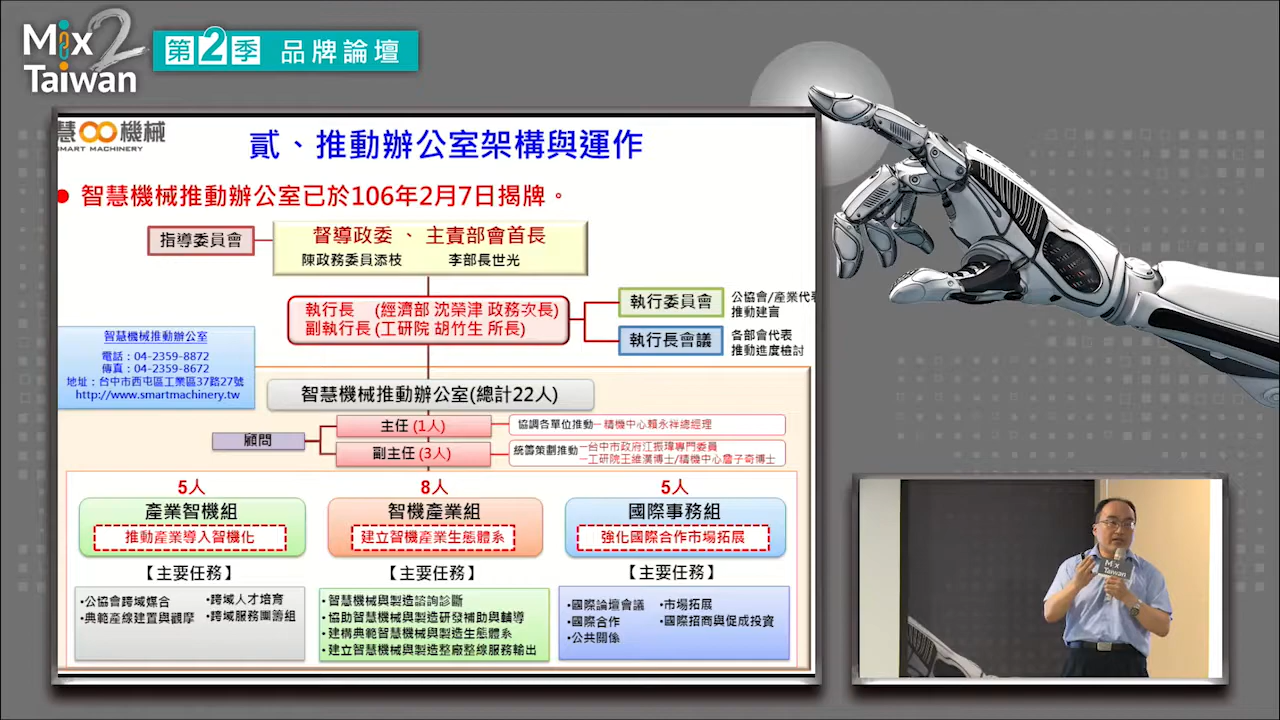 Mix 2
Taiwan
第2季 品牌論壇
慧機械
SMART MACHINERY
貳、推動辦公室架構與運作
● 智慧機械推動辦公室已於106年2月7日揭牌。
指導委員會
督導政委 、 主責部會首長
陳政務委員添枝 李部長世光
執行長 (經濟部 沈榮津 政務次長)
副執行長(工研院 胡竹生 所長)
執行委員會
公協會/產業代表
推動建言
執行長會議
各部會代表
推動進度檢討
智慧機械推動辦公室
電話：04-2359-8872
傳真：04-2359-8672
地址：台中市西屯區工業區37路27號
http://www.smartmachinery.tw
智慧機械推動辦公室(總計22人)
顧問
主任 (1人)
協調各單位推動─ 精機中心賴永祥總經理
副主任 (3人)
統籌策劃推動─台中市政府江振瑋專門委員
─工研院王維漢博士/精機中心詹子奇博士
5人
產業智機組
推動產業導入智機化
【主要任務】
•公協會跨域媒合 •跨域人才培育
•典範產線建置與觀摩 •跨域服務團籌組
8人
智機產業組
建立智機產業生態體系
【主要任務】
•智慧機械與製造諮詢診斷
•協助智慧機械與製造研發補助與輔導
•建構典範智慧機械與製造生態體系
•建立智慧機械與製造整廠整線服務輸出
5人
國際事務組
強化國際合作市場拓展
【主要任務】
•國際論壇會議 •市場拓展
•國際合作 •國際招商與促成投資
•公共關係
Mix
Taiwan